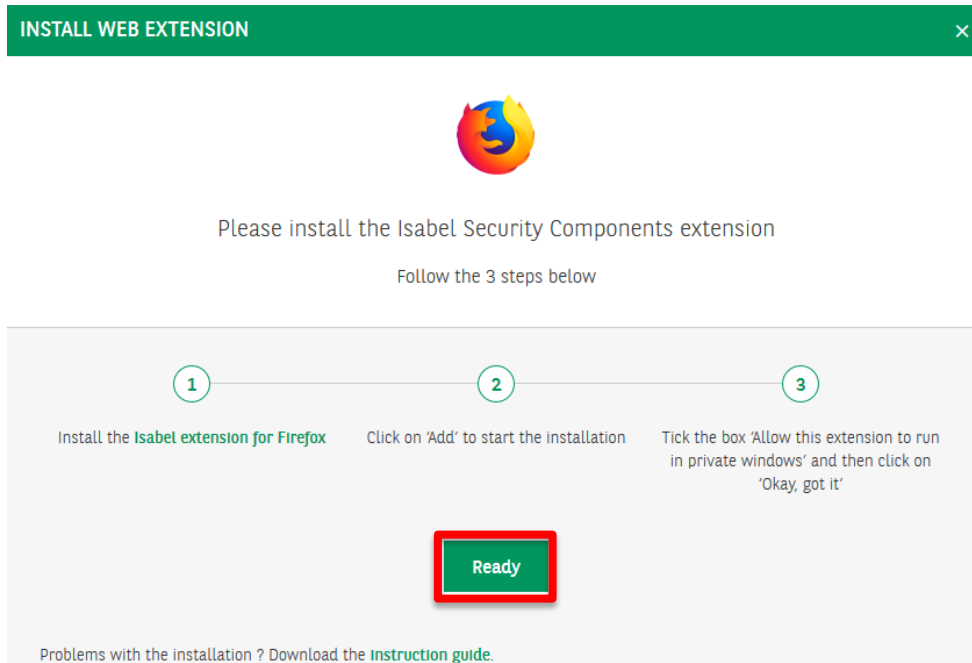 INSTALL WEB EXTENSION
×
Please install the Isabel Security Components extension
Follow the 3 steps below
1
2
3
Install the Isabel extension for Firefox
Click on ‘Add’ to start the installation
Tick the box ‘Allow this extension to run
in private windows’ and then click on
‘Okay, got it’
Ready
Problems with the installation ? Download the Instruction guide.